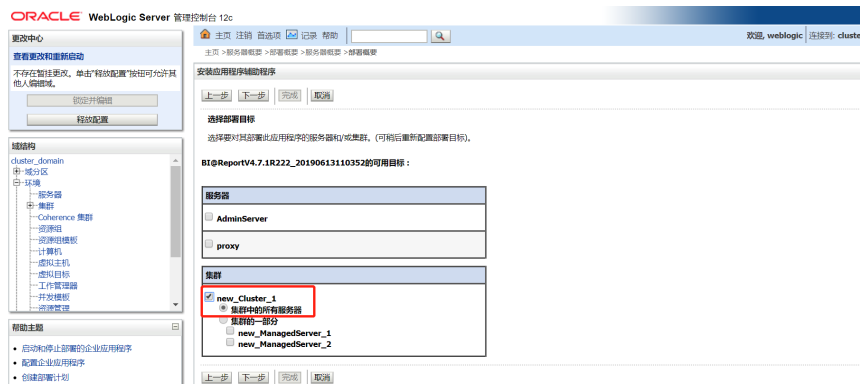 ORACLE WebLogic Server 管理控制台 12c
更改中心
查看更改和重新启动
不存在暂挂更改。单击"释放配置"按钮可允许其
他人编辑域。
锁定并编辑
释放配置
域结构
cluster_domain
域分区
环境
服务器
集群
Coherence 集群
资源组
资源组模板
计算机
虚拟主机
虚拟目标
工作管理器
并发模板
资源管理
帮助主题
启动和停止部署的企业应用程序
配置企业应用程序
创建部署计划
主页 注销 首选项 记录 帮助
欢迎, weblogic 连接到: cluste
主页 >服务器概要 >部署概要 >服务器概要 >部署概要
安装应用程序辅助程序
上一步 下一步 完成 取消
选择部署目标
选择要对其部署此应用程序的服务器和/或集群。(可稍后重新配置部署目标)。
BI@ReportV4.7.1R222_20190613110352的可用目标：
服务器
AdminServer
proxy
集群
new_Cluster_1
集群中的所有服务器
集群的一部分
new_ManagedServer_1
new_ManagedServer_2
上一步 下一步 完成 取消